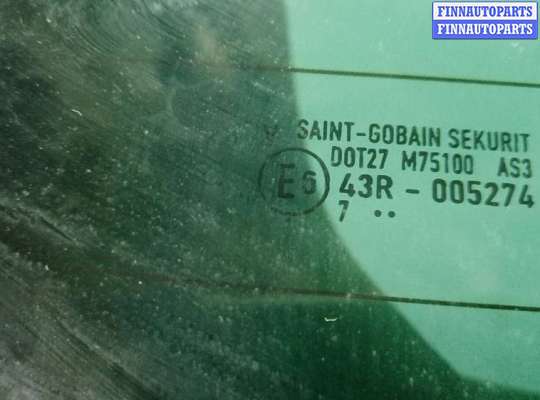 FINNAUTOPARTS
FINNAUTOPARTS
V SAINT-GOBAIN SEKURIT
DOT27 M75100 AS3
E6 43R - 005274
7 ••